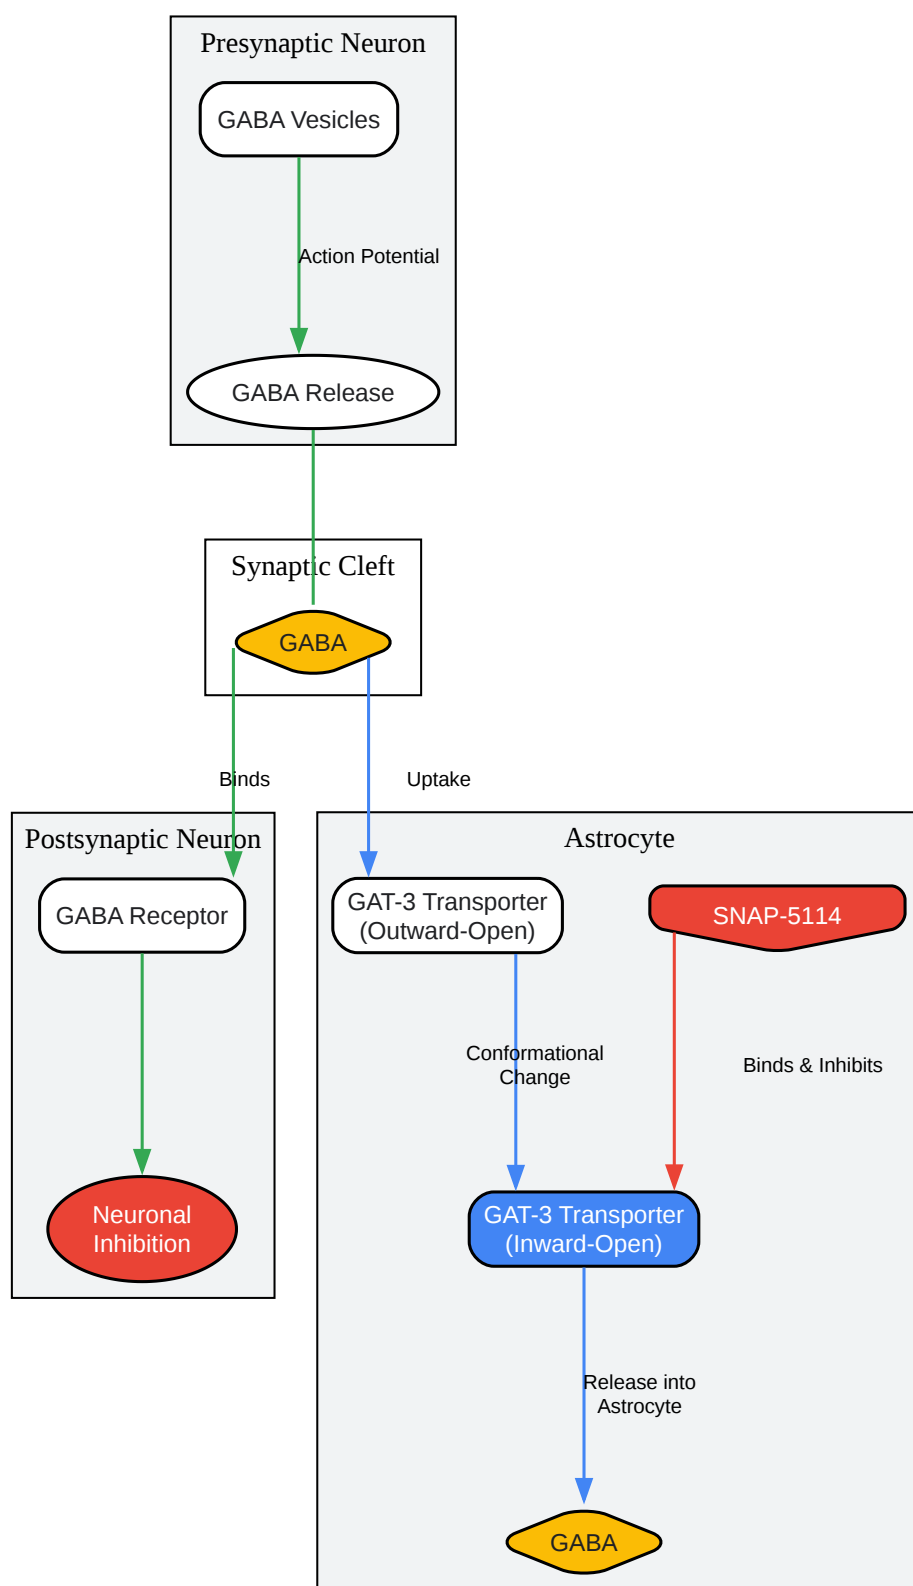 Presynaptic Neuron
GABA Vesicles
Action Potential
GABA Release
Synaptic Cleft
GABA
Binds
Uptake
Postsynaptic Neuron
GABA Receptor
Neuronal
Inhibition
Astrocyte
GAT-3 Transporter
(Outward-Open)
SNAP-5114
Conformational
Change
Binds & Inhibits
GAT-3 Transporter
(Inward-Open)
Release into
Astrocyte
GABA